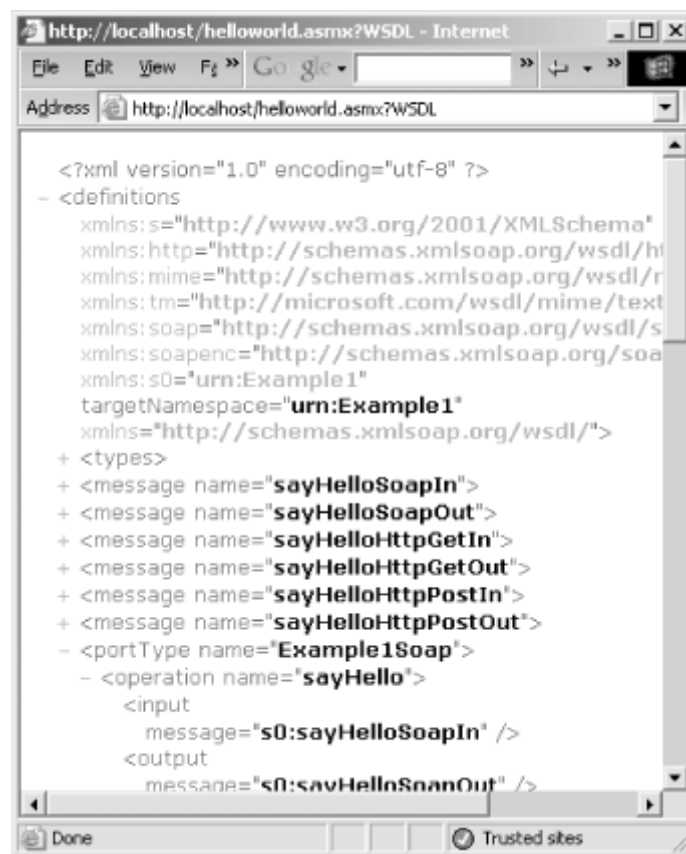 http://localhost/helloworld.asmx?WSDL - Internet
File Edit View Fa » Google »  »
Address http://localhost/helloworld.asmx?WSDL
<?xml version="1.0" encoding="utf-8" ?>
- <definitions
xmlns:s="http://www.w3.org/2001/XMLSchema"
xmlns:http="http://schemas.xmlsoap.org/wsdl/ht
xmlns:mime="http://schemas.xmlsoap.org/wsdl/r
xmlns:tm="http://microsoft.com/wsdl/mime/text
xmlns:soap="http://schemas.xmlsoap.org/wsdl/s
xmlns:soapenc="http://schemas.xmlsoap.org/soa
xmlns:s0="urn:Example1"
targetNamespace="urn:Example1"
xmlns="http://schemas.xmlsoap.org/wsdl/">
+ <types>
+ <message name="sayHelloSoapIn">
+ <message name="sayHelloSoapOut">
+ <message name="sayHelloHttpGetIn">
+ <message name="sayHelloHttpGetOut">
+ <message name="sayHelloHttpPostIn">
+ <message name="sayHelloHttpPostOut">
- <portType name="Example1Soap">
- <operation name="sayHello">
<input
message="s0:sayHelloSoapIn" />
<output
message="s0:sayHelloSoapOut" />
Done Trusted sites